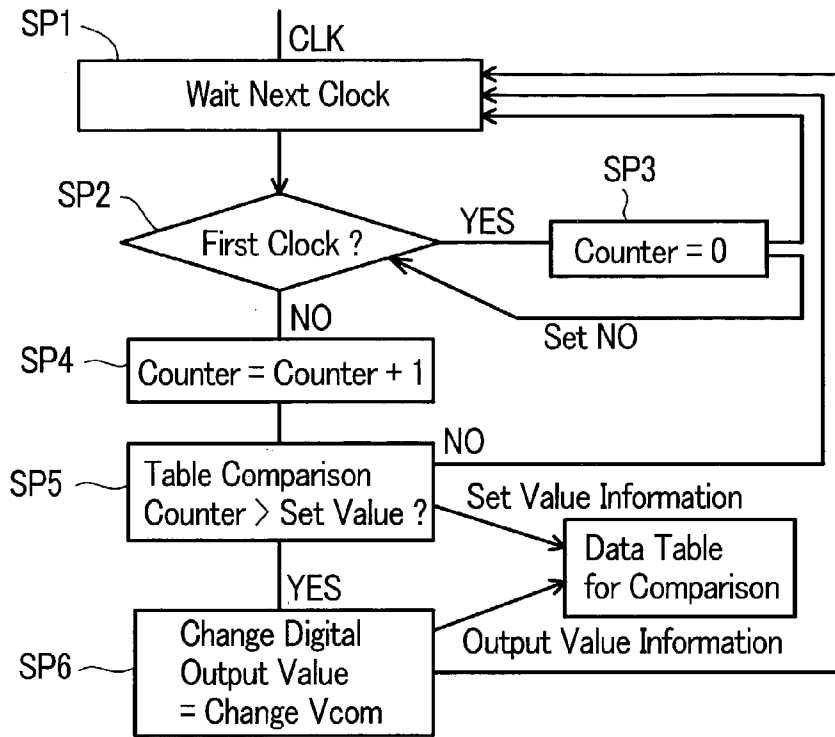 SP1
CLK
Wait Next Clock
SP2
First Clock ?
YES
SP3
Counter = 0
Set NO
NO
SP4
Counter = Counter + 1
NO
SP5
Table Comparison
Counter > Set Value ?
Set Value Information
Data Table
for Comparison
YES
SP6
Change Digital
Output Value
= Change Vcom
Output Value Information